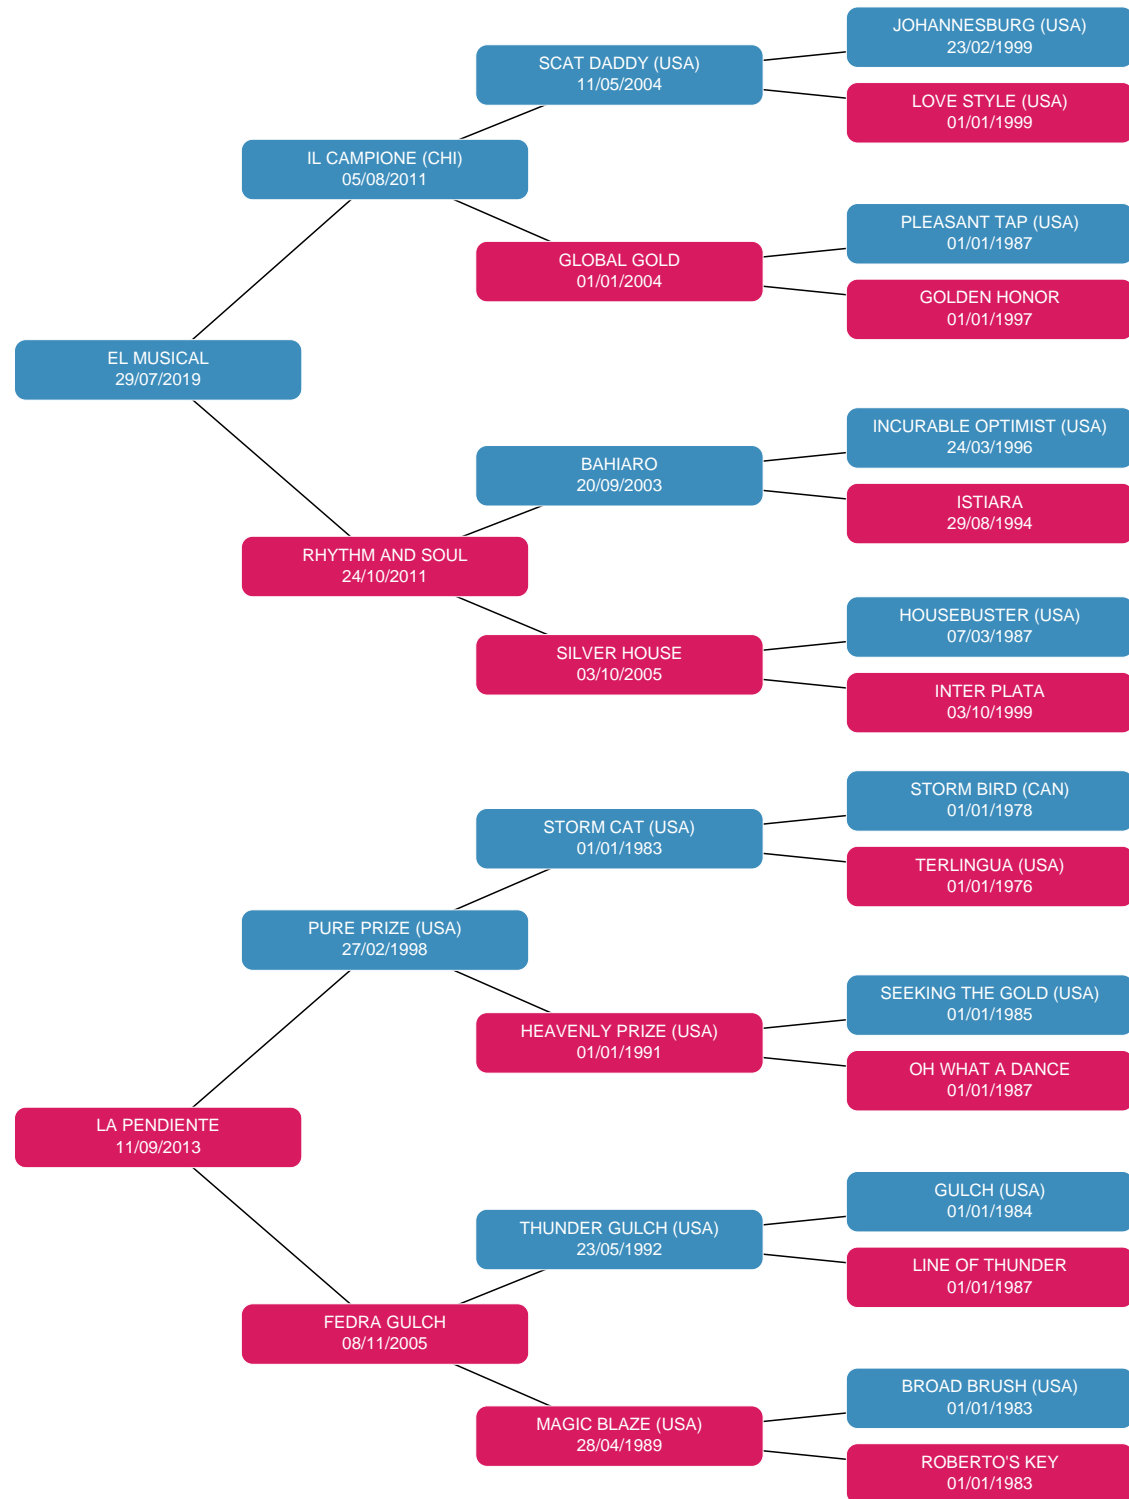 JOHANNESBURG (USA)
23/02/1999
SCAT DADDY (USA)
11/05/2004
LOVE STYLE (USA)
01/01/1999
IL CAMPIONE (CHI)
05/08/2011
PLEASANT TAP (USA)
01/01/1987
GLOBAL GOLD
01/01/2004
GOLDEN HONOR
01/01/1997
EL MUSICAL
29/07/2019
INCURABLE OPTIMIST (USA)
24/03/1996
BAHIARO
20/09/2003
ISTIARA
29/08/1994
RHYTHM AND SOUL
24/10/2011
HOUSEBUSTER (USA)
07/03/1987
SILVER HOUSE
03/10/2005
INTER PLATA
03/10/1999
STORM BIRD (CAN)
01/01/1978
STORM CAT (USA)
01/01/1983
TERLINGUA (USA)
01/01/1976
PURE PRIZE (USA)
27/02/1998
SEEKING THE GOLD (USA)
01/01/1985
HEAVENLY PRIZE (USA)
01/01/1991
OH WHAT A DANCE
01/01/1987
LA PENDIENTE
11/09/2013
GULCH (USA)
01/01/1984
THUNDER GULCH (USA)
23/05/1992
LINE OF THUNDER
01/01/1987
FEDRA GULCH
08/11/2005
BROAD BRUSH (USA)
01/01/1983
MAGIC BLAZE (USA)
28/04/1989
ROBERTO'S KEY
01/01/1983